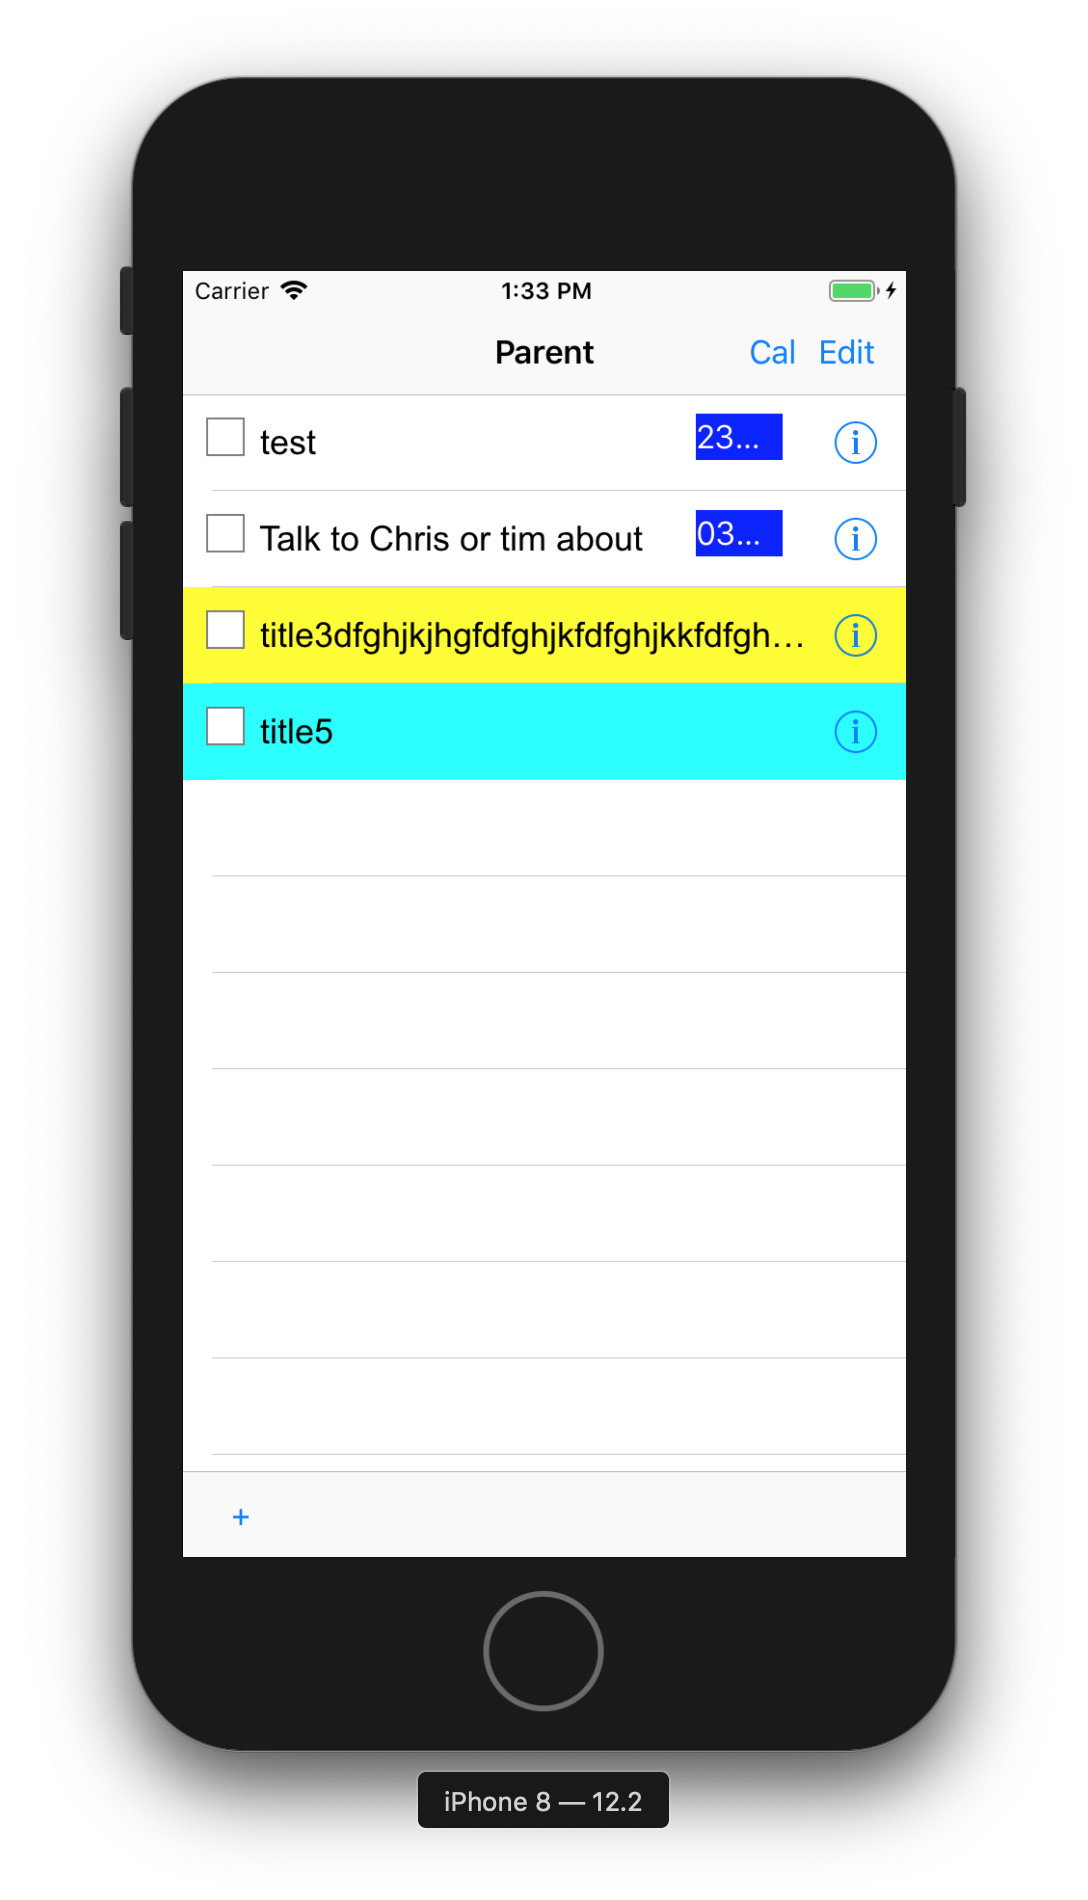 Carrier 1:33 PM
Parent Cal Edit
test 23...
Talk to Chris or tim about 03...
title3dfghjkjhgfdfghjkfdfghjkkfdfgh...
title5
+
iPhone 8 — 12.2